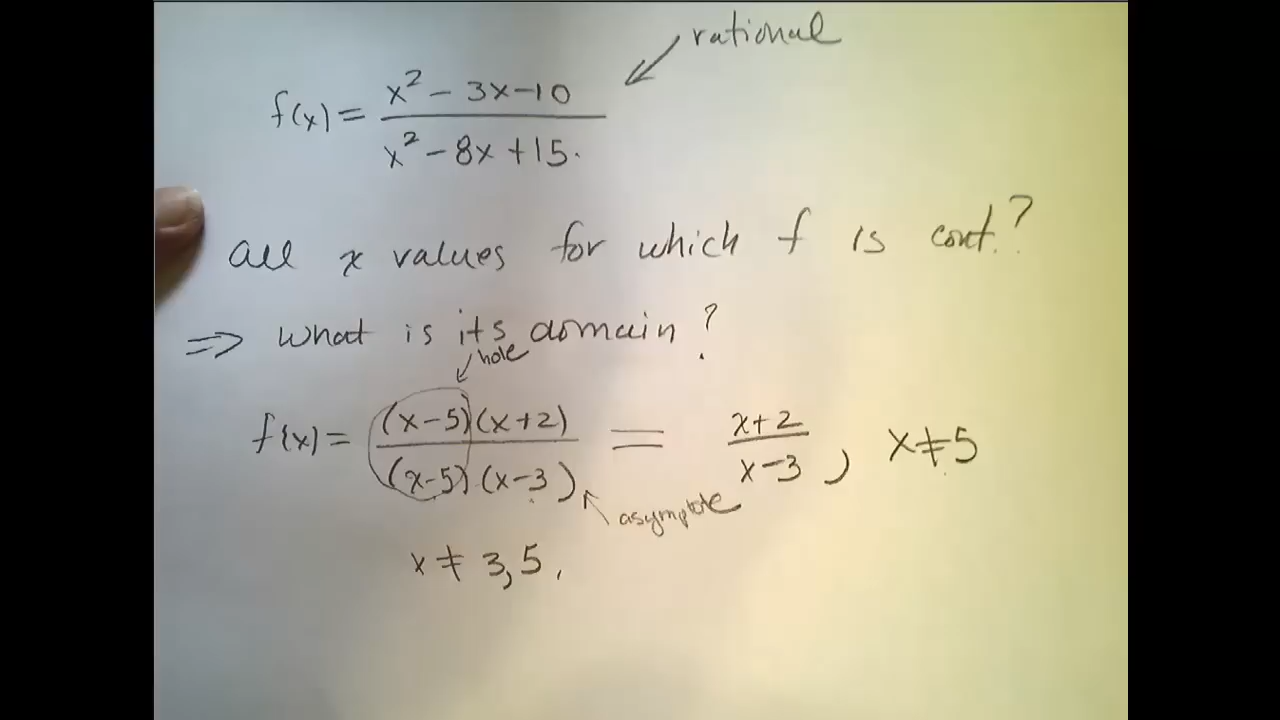 rational
f(x) = x² - 3x - 10 / x² - 8x + 15.
all x values for which f is cont.?
⇒ what is its domain?
hole
f(x) = (x-5)(x+2) / (x-5)(x-3) = x+2 / x-3, x≠5
asymptote
x ≠ 3,5,